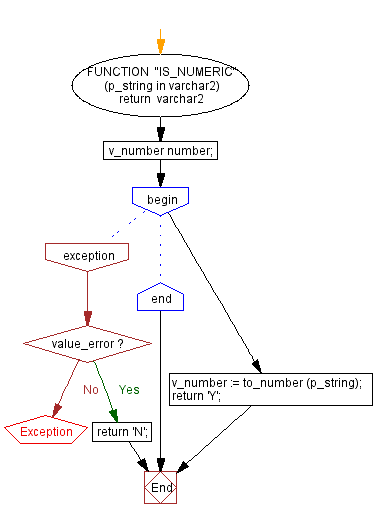 FUNCTION "IS_NUMERIC"
(p_string in varchar2)
return varchar2
v_number number;
begin
exception
end
value_error ?
v_number := to_number (p_string);
return 'Y';
No
Yes
Exception
return 'N';
End